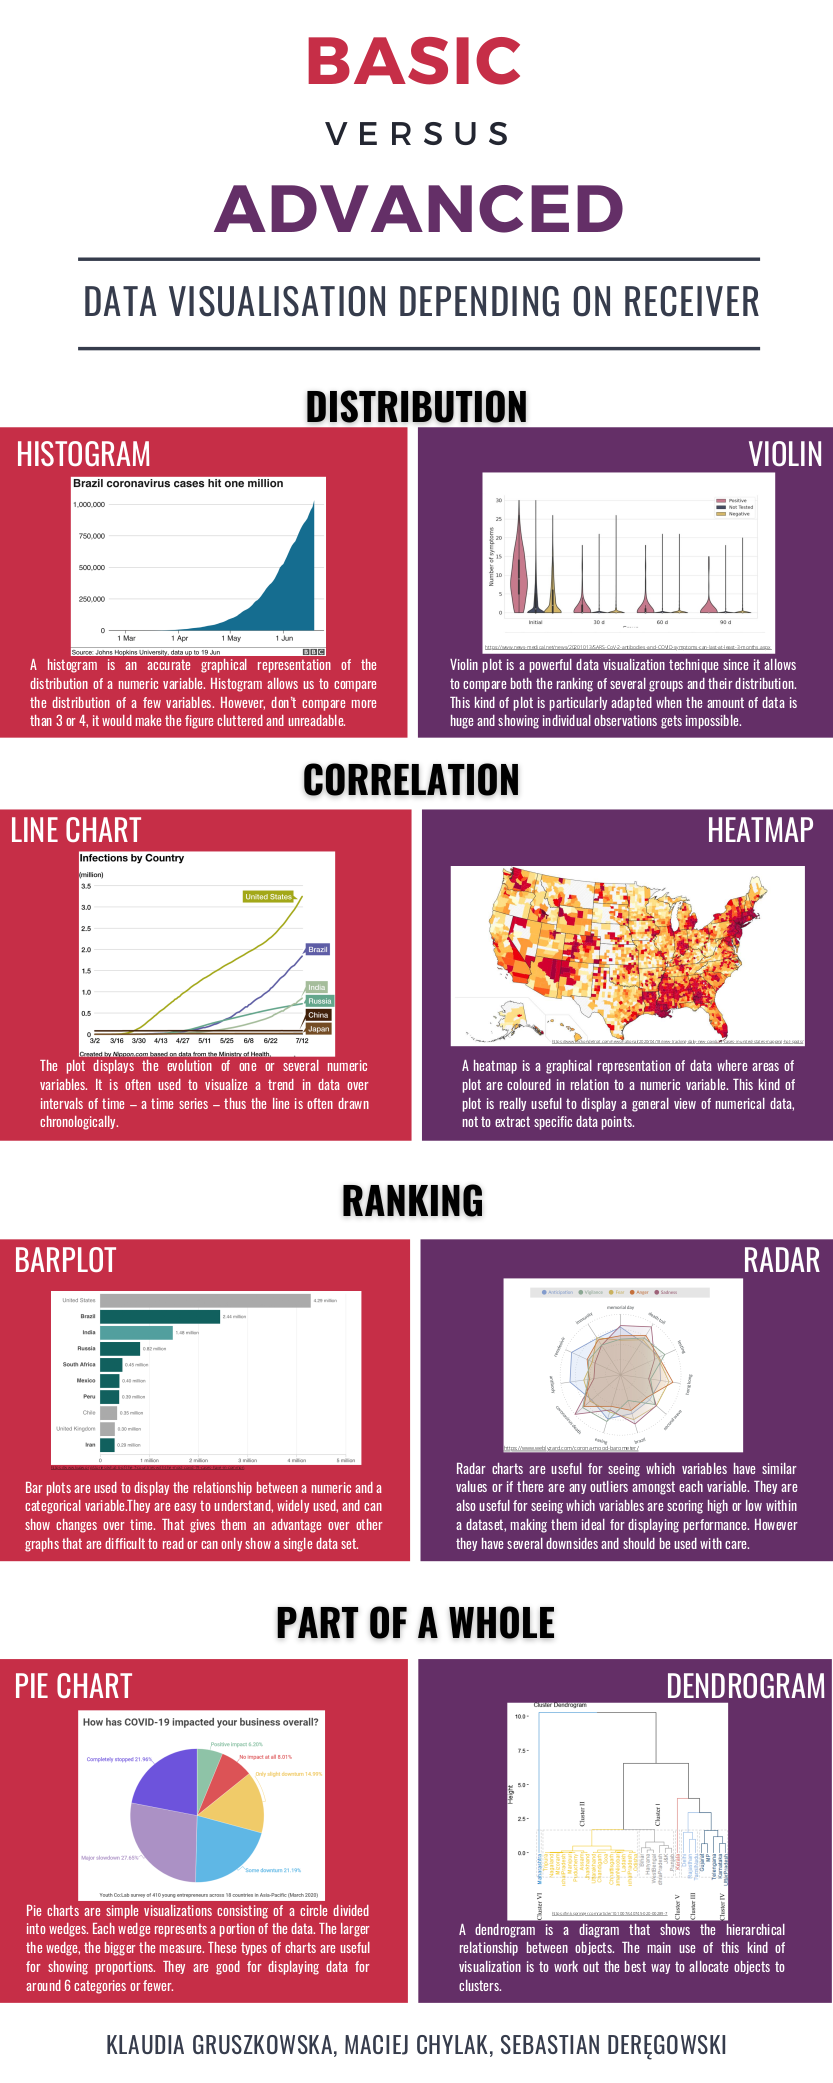 BASIC
VERSUS
ADVANCED
DATA VISUALISATION DEPENDING ON RECEIVER
DISTRIBUTION
HISTOGRAM
Brazil coronavirus cases hit one million
1,000,000
750,000
500,000
250,000
0
1 Mar 1 Apr 1 May 1 Jun
Source: Johns Hopkins University, data up to 19 Jun BBC
A histogram is an accurate graphical representation of the
distribution of a numeric variable. Histogram allows us to compare
the distribution of a few variables. However, don't compare more
than 3 or 4, it would make the figure cluttered and unreadable.
VIOLIN
Positive
Not Tested
Negative
Number of symptoms
30
25
20
15
10
5
0
Initial 30 d 60 d 90 d
Violin plot is a powerful data visualization technique since it allows
to compare both the ranking of several groups and their distribution.
This kind of plot is particularly adapted when the amount of data is
huge and showing individual observations gets impossible.
CORRELATION
LINE CHART
Infections by Country
(million)
3.5
3.0
2.5
2.0
1.5
1.0
0.5
0
United States
Brazil
India
Russia
China
Japan
3/2 3/16 3/30 4/13 4/27 5/11 5/25 6/8 6/22 7/12
Created by Nippon.com based on data from the Ministry of Health,
The plot displays the evolution of one or several numeric
variables. It is often used to visualize a trend in data over
intervals of time – a time series – thus the line is often drawn
chronologically.
HEATMAP
A heatmap is a graphical representation of data where areas of
plot are coloured in relation to a numeric variable. This kind of
plot is really useful to display a general view of numerical data,
not to extract specific data points.
RANKING
BARPLOT
United States 4.29 million
Brazil 2.44 million
India 1.48 million
Russia 0.82 million
South Africa 0.45 million
Mexico 0.40 million
Peru 0.39 million
Chile 0.35 million
United Kingdom 0.30 million
Iran 0.29 million
0 1 million 2 million 3 million 4 million 5 million
Bar plots are used to display the relationship between a numeric and a
categorical variable.They are easy to understand, widely used, and can
show changes over time. That gives them an advantage over other
graphs that are difficult to read or can only show a single data set.
RADAR
Anticipation Vigilance Fear Anger Sadness
memorial day
death toll
testing
hong kong
brazil
immunity
https://www.weblyzard.com/corona-mood-barometer/
Radar charts are useful for seeing which variables have similar
values or if there are any outliers amongst each variable. They are
also useful for seeing which variables are scoring high or low within
a dataset, making them ideal for displaying performance. However
they have several downsides and should be used with care.
PART OF A WHOLE
PIE CHART
How has COVID-19 impacted your business overall?
Positive impact 6.20%
No impact at all 8.01%
Only slight downturn 14.99%
Completely stopped 21.96%
Major slowdown 27.65%
Some downturn 21.19%
Youth Co:Lab survey of 410 young entrepreneurs across 18 countries in Asia-Pacific (March 2020)
Pie charts are simple visualizations consisting of a circle divided
into wedges. Each wedge represents a portion of the data. The larger
the wedge, the bigger the measure. These types of charts are useful
for showing proportions. They are good for displaying data for
around 6 categories or fewer.
DENDROGRAM
Cluster Dendrogram
Height
10.0
7.5
5.0
2.5
0.0
Cluster II
Cluster I
Maharashtra
Gujarat
MP
Telangana
Karnataka
Cluster VI
Cluster V
Cluster III
Cluster IV
A dendrogram is a diagram that shows the hierarchical
relationship between objects. The main use of this kind of
visualization is to work out the best way to allocate objects to
clusters.
KLAUDIA GRUSZKOWSKA, MACIEJ CHYLAK, SEBASTIAN DERĘGOWSKI